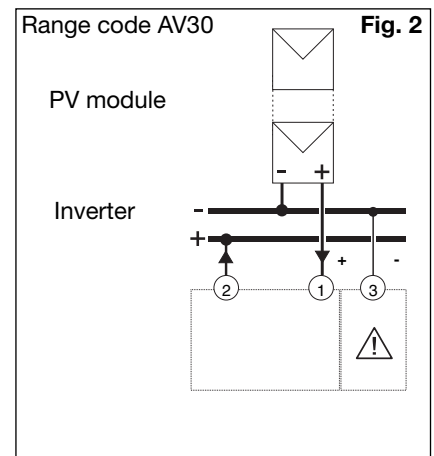 Range code AV30 Fig. 2
PV module
- +
Inverter -
+
+ -
2 1 3